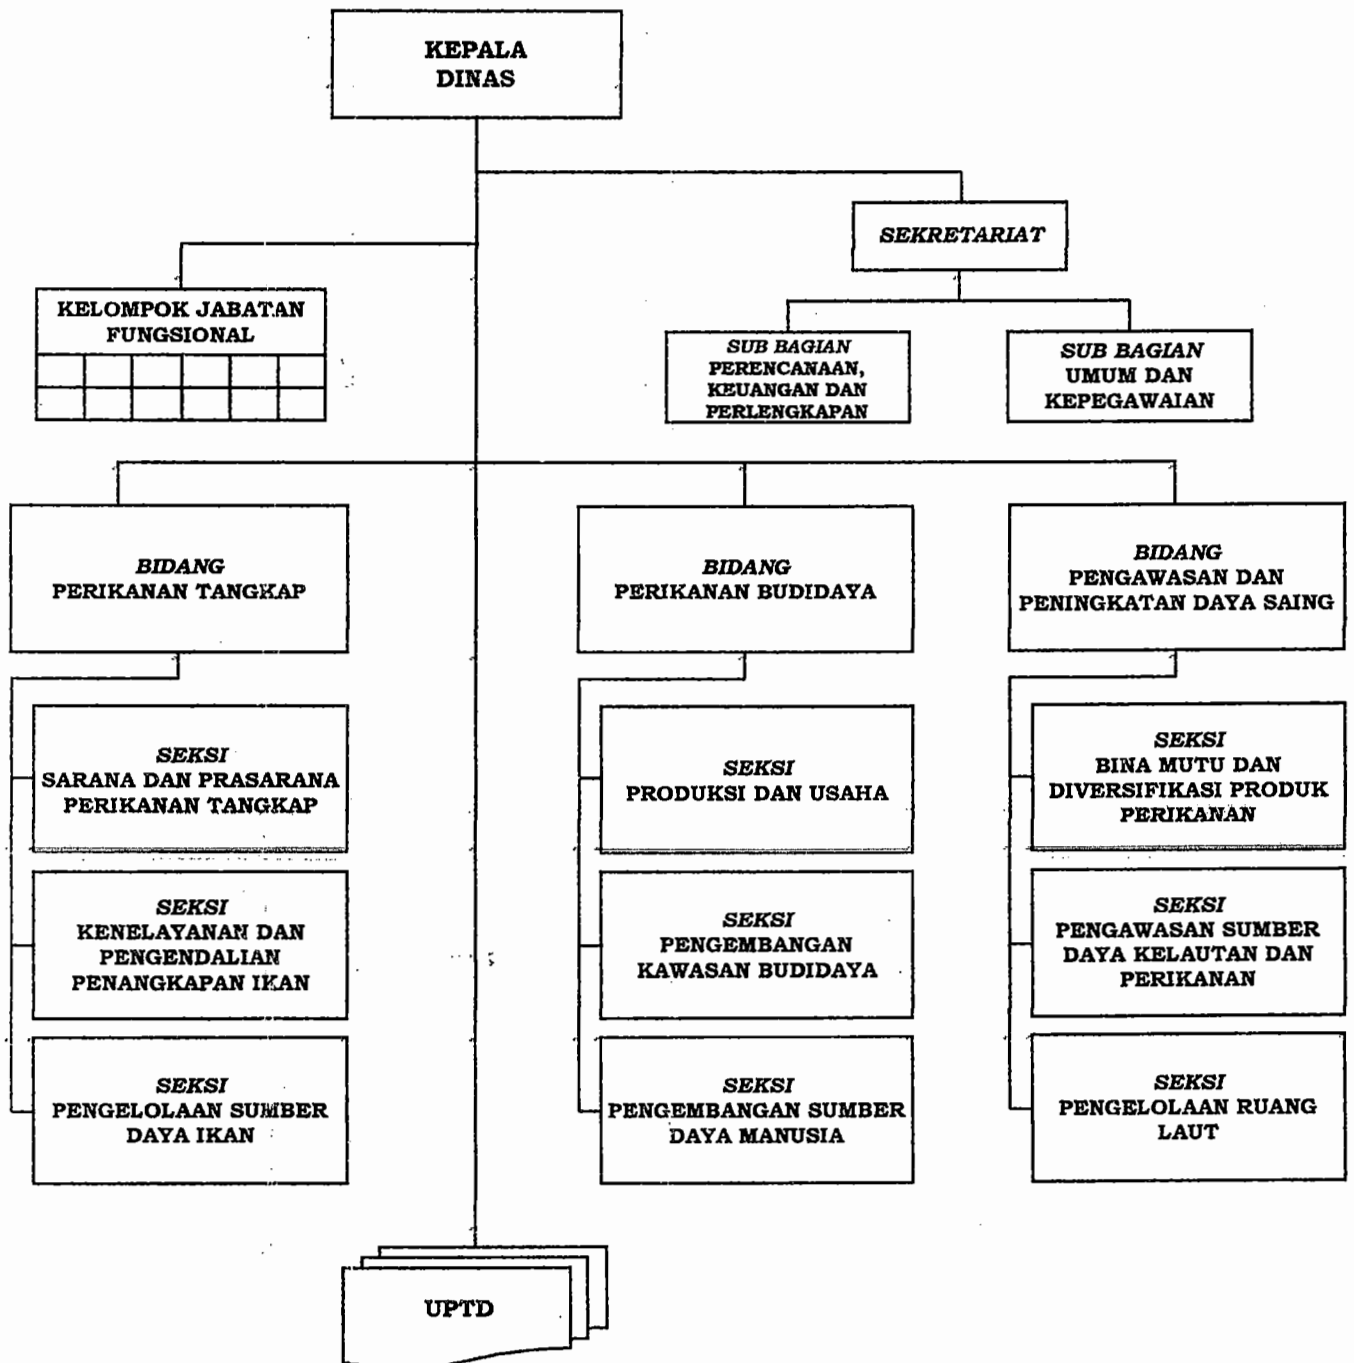 KEPALA
DINAS
SEKRETARIAT
KELOMPOK JABATAN
FUNGSIONAL
SUB BAGIAN
PERENCANAAN,
KEUANGAN DAN
PERLENGKAPAN
SUB BAGIAN
UMUM DAN
KEPEGAWAIAN
BIDANG
PERIKANAN TANGKAP
BIDANG
PERIKANAN BUDIDAYA
BIDANG
PENGAWASAN DAN
PENINGKATAN DAYA SAING
SEKSI
SARANA DAN PRASARANA
PERIKANAN TANGKAP
SEKSI
PRODUKSI DAN USAHA
SEKSI
BINA MUTU DAN
DIVERSIFIKASI PRODUK
PERIKANAN
SEKSI
KENELAYANAN DAN
PENGENDALIAN
PENANGKAPAN IKAN
SEKSI
PENGEMBANGAN
KAWASAN BUDIDAYA
SEKSI
PENGAWASAN SUMBER
DAYA KELAUTAN DAN
PERIKANAN
SEKSI
PENGELOLAAN SUMBER
DAYA IKAN
SEKSI
PENGEMBANGAN SUMBER
DAYA MANUSIA
SEKSI
PENGELOLAAN RUANG
LAUT
UPTD